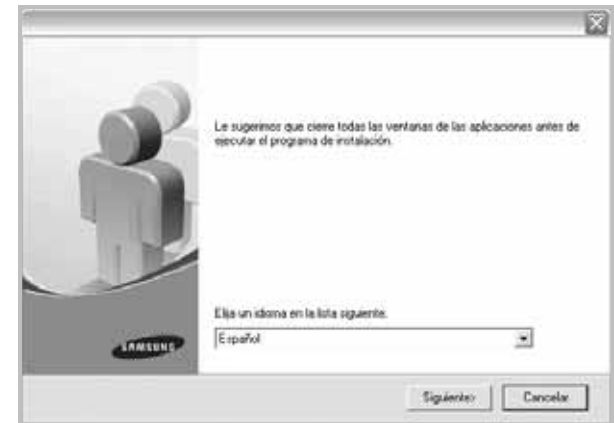 Le sugerimos que cierre todas las ventanas de las aplicaciones antes de
ejecutar el programa de instalación.
Elija un idioma en la lista siguiente.
Español
SAMSUNG
Siguiente>
Cancelar